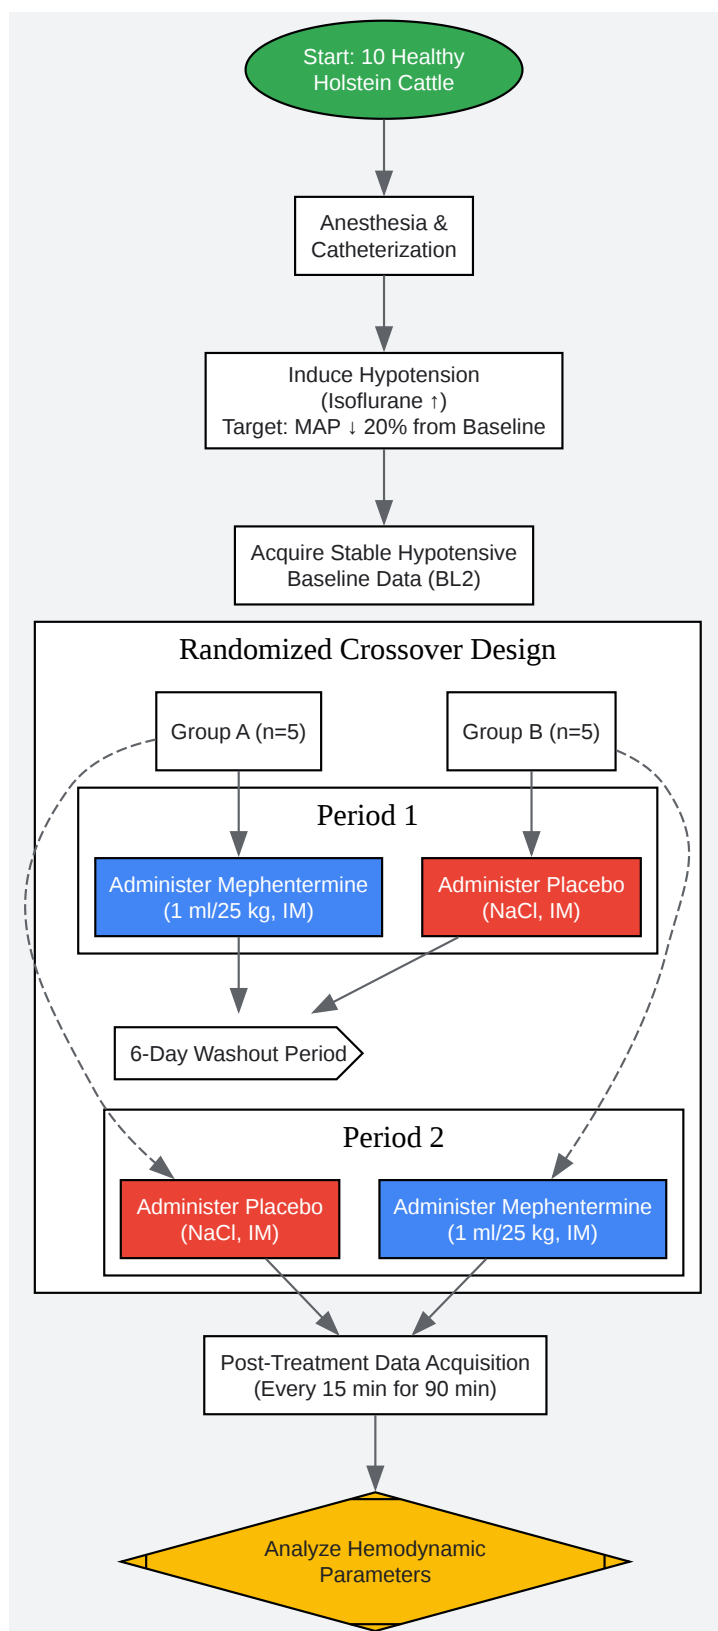 Start: 10 Healthy
Holstein Cattle
Anesthesia &
Catheterization
Induce Hypotension
(Isoflurane ↑)
Target: MAP ↓ 20% from Baseline
Acquire Stable Hypotensive
Baseline Data (BL2)
Randomized Crossover Design
Group A (n=5)
Group B (n=5)
Period 1
Administer Mephentermine
(1 ml/25 kg, IM)
Administer Placebo
(NaCl, IM)
6-Day Washout Period
Period 2
Administer Placebo
(NaCl, IM)
Administer Mephentermine
(1 ml/25 kg, IM)
Post-Treatment Data Acquisition
(Every 15 min for 90 min)
Analyze Hemodynamic
Parameters